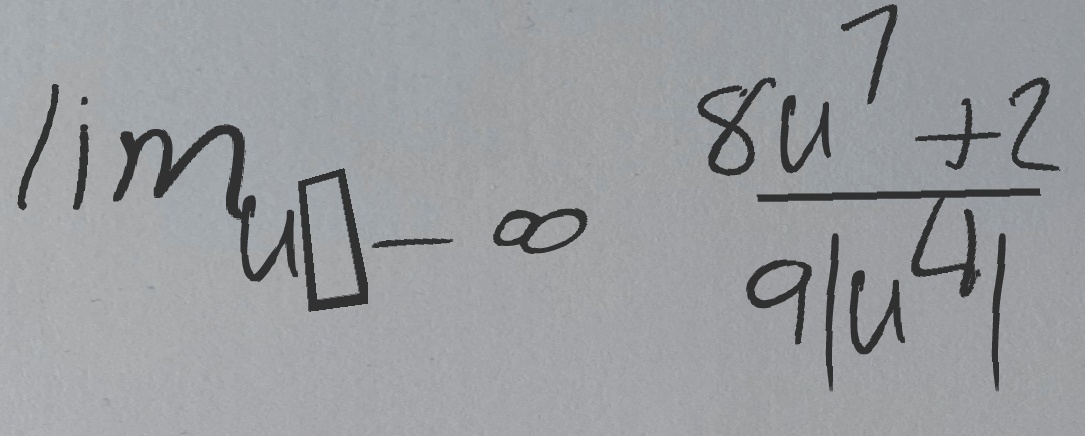 lim u▯ - ∞ (8u^7 + 2)/(9|u^4|)